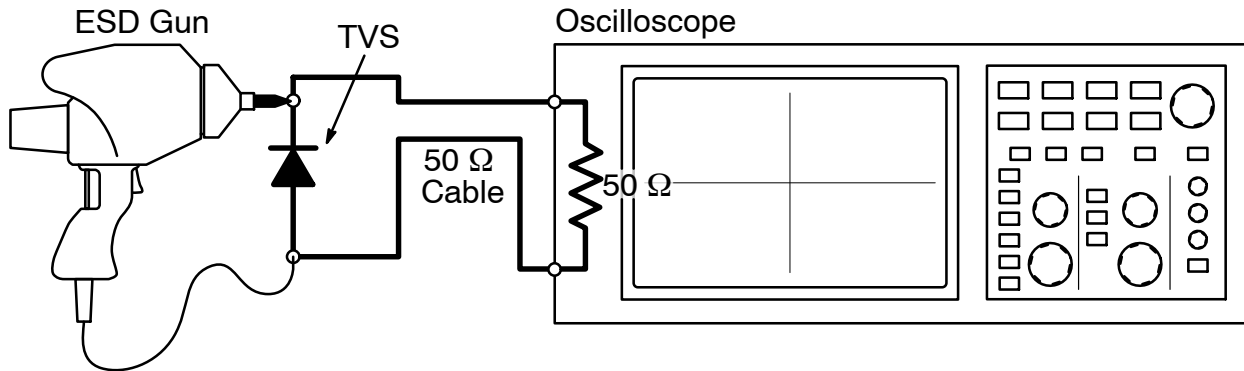 ESD Gun
TVS
Oscilloscope
50 Ω
Cable
50 Ω